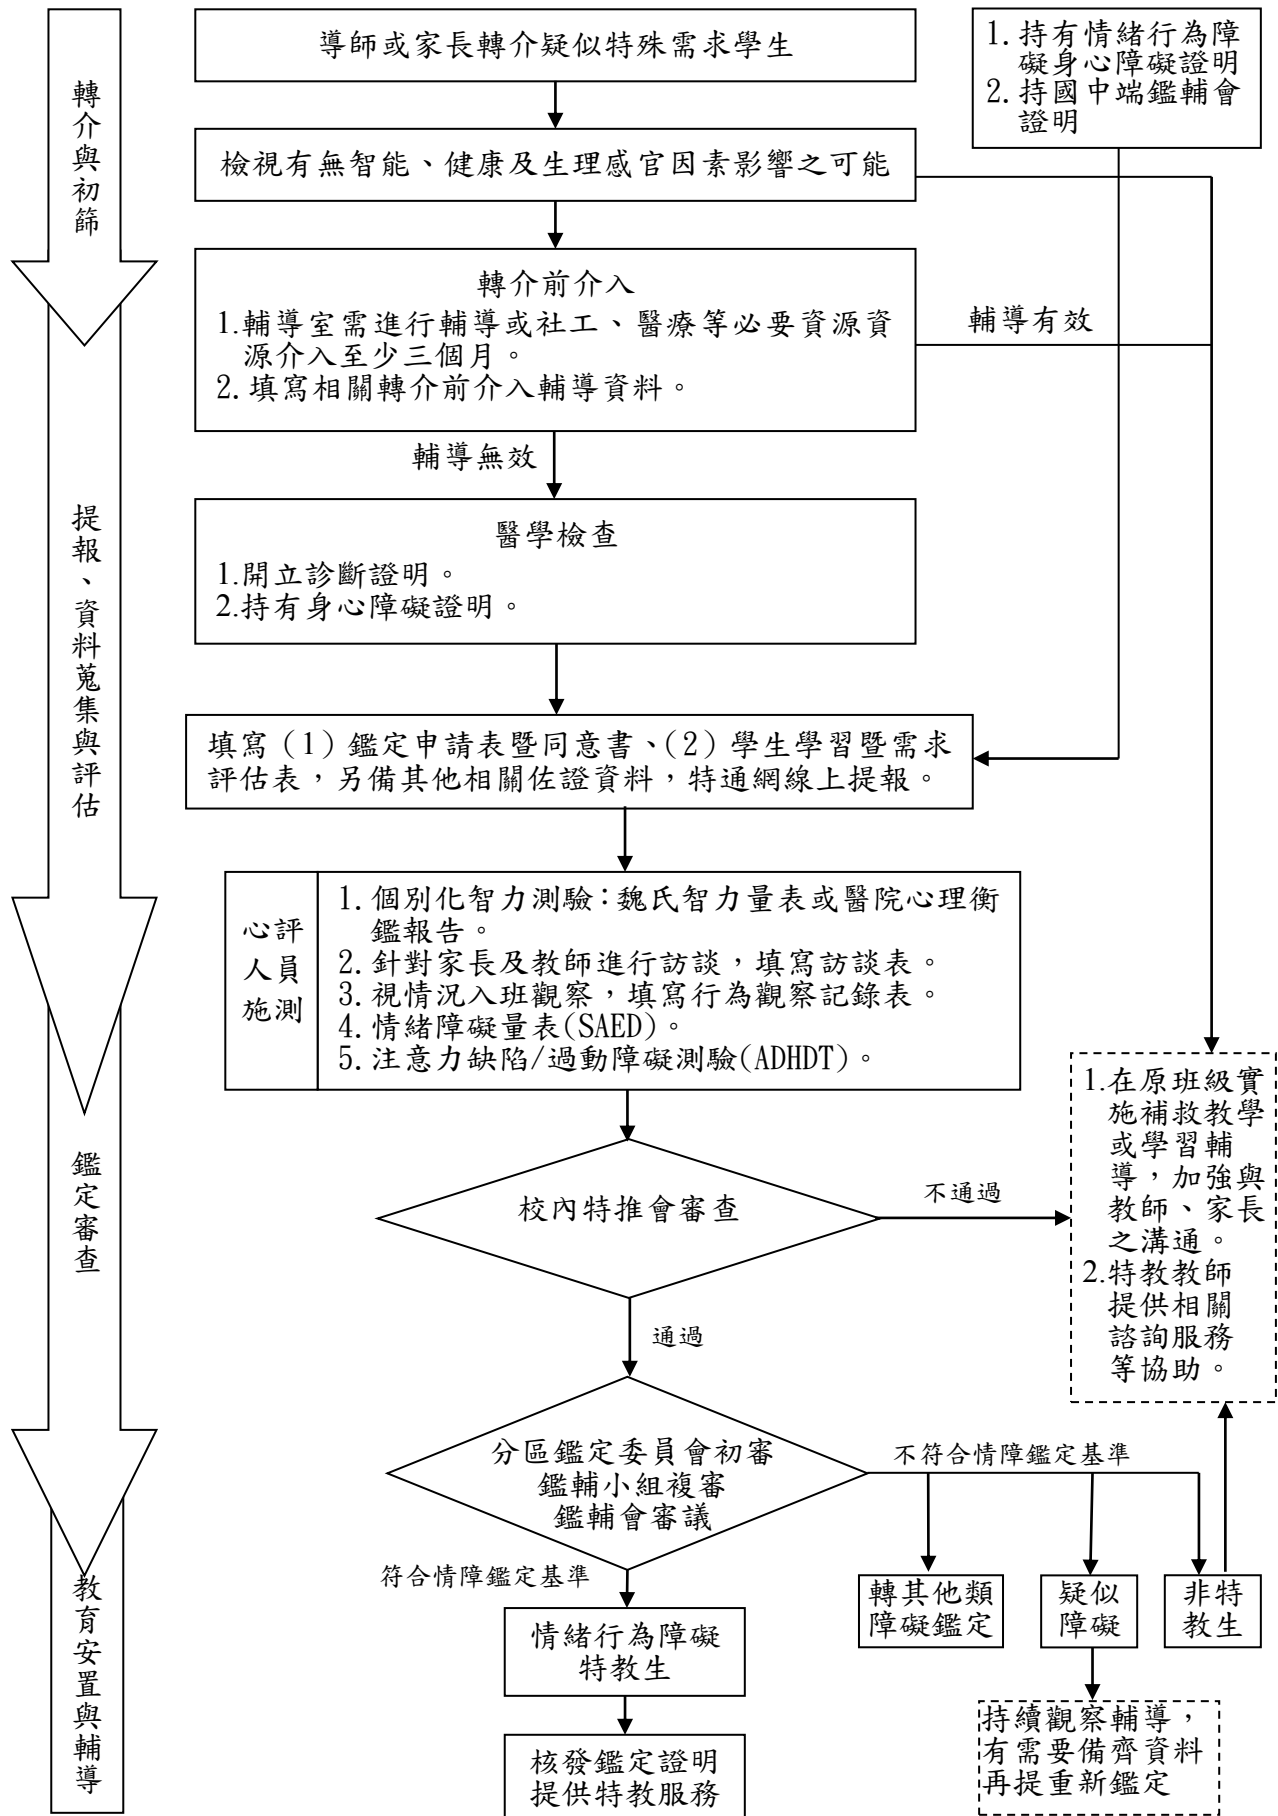 導師或家長轉介疑似特殊需求學生
1. 持有情緒行為障
礙身心障礙證明
2. 持國中端鑑輔會
證明
轉介與初篩
檢視有無智能、健康及生理感官因素影響之可能
轉介前介入
1.輔導室需進行輔導或社工、醫療等必要資源資
源介入至少三個月。
2. 填寫相關轉介前介入輔導資料。
輔導有效
輔導無效
提報、資料蒐集與評估
醫學檢查
1.開立診斷證明。
2.持有身心障礙證明。
填寫（1）鑑定申請表暨同意書、（2）學生學習暨需求
評估表，另備其他相關佐證資料，特通網線上提報。
心評
人員
施測
1. 個別化智力測驗：魏氏智力量表或醫院心理衡
鑑報告。
2. 針對家長及教師進行訪談，填寫訪談表。
3. 視情況入班觀察，填寫行為觀察記錄表。
4. 情緒障礙量表(SAED)。
5. 注意力缺陷/過動障礙測驗(ADHDT)。
鑑定審查
校內特推會審查
不通過
1.在原班級實
施補救教學
或學習輔
導，加強與
教師、家長
之溝通。
2.特教教師
提供相關
諮詢服務
等協助。
通過
分區鑑定委員會初審
鑑輔小組複審
鑑輔會審議
不符合情障鑑定基準
符合情障鑑定基準
教育安置與輔導
轉其他類
障礙鑑定
疑似
障礙
非特
教生
情緒行為障礙
特教生
持續觀察輔導，
有需要備齊資料
再提重新鑑定
核發鑑定證明
提供特教服務